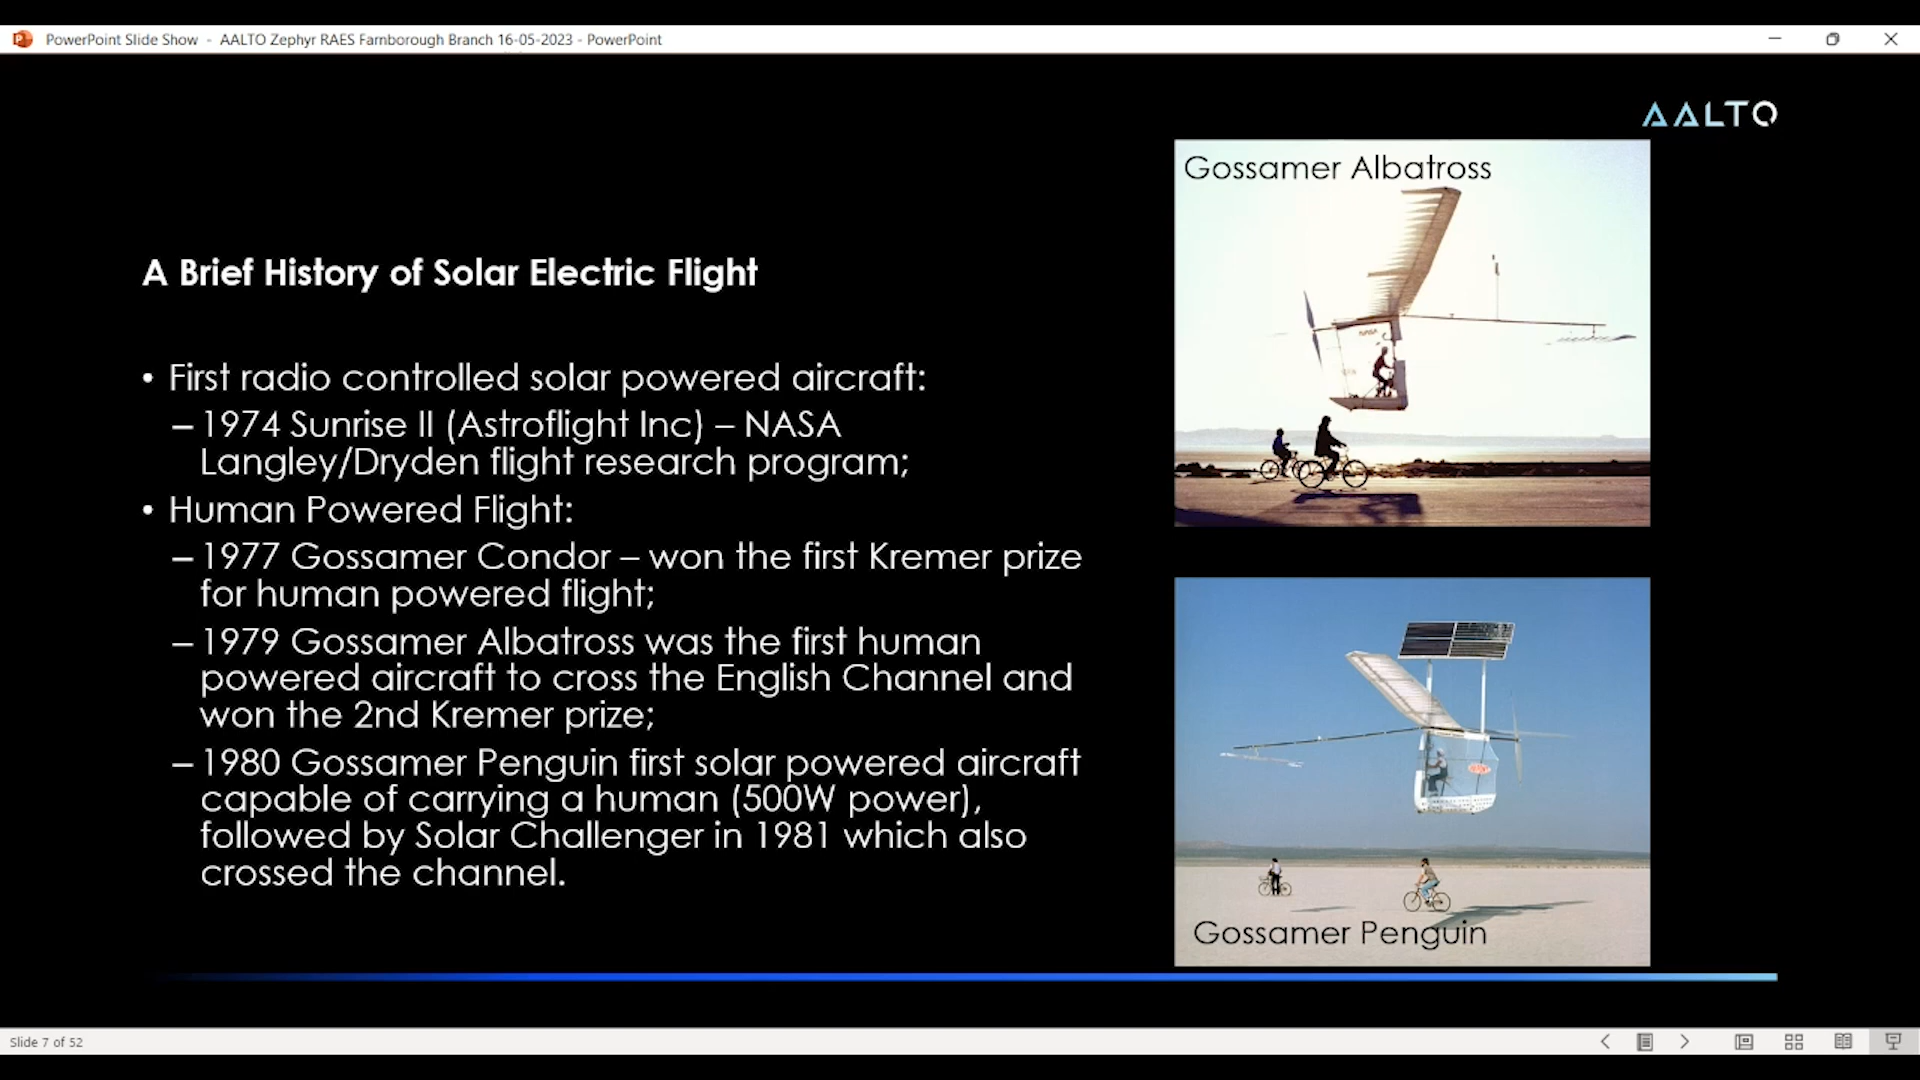 PowerPoint Slide Show - AALTO Zephyr RAES Farnborough Branch 16-05-2023 - PowerPoint
AALTO
Gossamer Albatross
A Brief History of Solar Electric Flight
• First radio controlled solar powered aircraft:
– 1974 Sunrise II (Astroflight Inc) – NASA
Langley/Dryden flight research program;
• Human Powered Flight:
– 1977 Gossamer Condor – won the first Kremer prize
for human powered flight;
– 1979 Gossamer Albatross was the first human
powered aircraft to cross the English Channel and
won the 2nd Kremer prize;
– 1980 Gossamer Penguin first solar powered aircraft
capable of carrying a human (500W power),
followed by Solar Challenger in 1981 which also
crossed the channel.
Gossamer Penguin
Slide 7 of 52